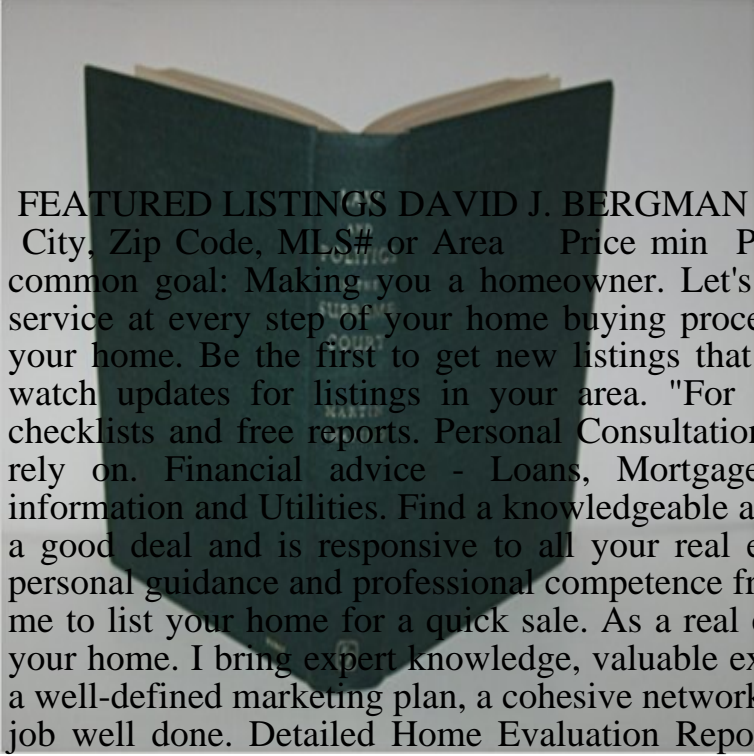 FEATURED LISTINGS DAVID J. BERGMAN
City, Zip Code, MLS# or Area Price min P
common goal: Making you a homeowner. Let's
service at every step of your home buying proce
your home. Be the first to get new listings that
watch updates for listings in your area. "For
checklists and free reports. Personal Consultation
rely on. Financial advice - Loans, Mortgage
information and Utilities. Find a knowledgeable a
a good deal and is responsive to all your real e
personal guidance and professional competence fr
me to list your home for a quick sale. As a real
your home. I bring expert knowledge, valuable ex
a well-defined marketing plan, a cohesive network
job well done. Detailed Home Evaluation Repo
POLITICS
SUPREME
COURT
MARTIN